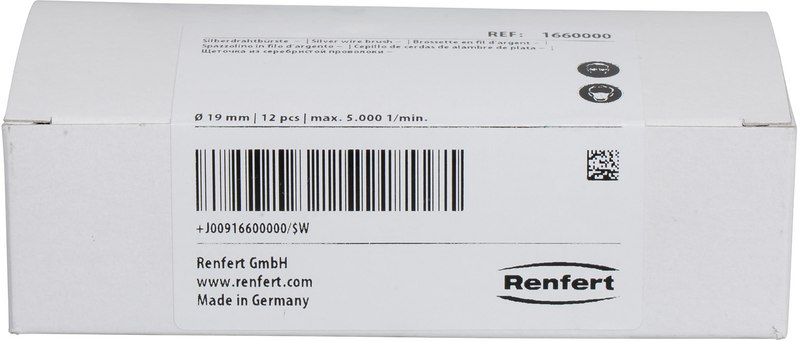 REF: 1660000
Silberdrahtbürste – | Silver wire brush – | Brossette en fil d'argent – |
Spazzolino in filo d'argento – | Cepillo de cerdas de alambre de plata – |
Щеточка из серебристой проволоки –
Ø 19 mm | 12 pcs | max. 5.000 1/min.
+J00916600000/$W
Renfert GmbH
www.renfert.com
Made in Germany
Renfert